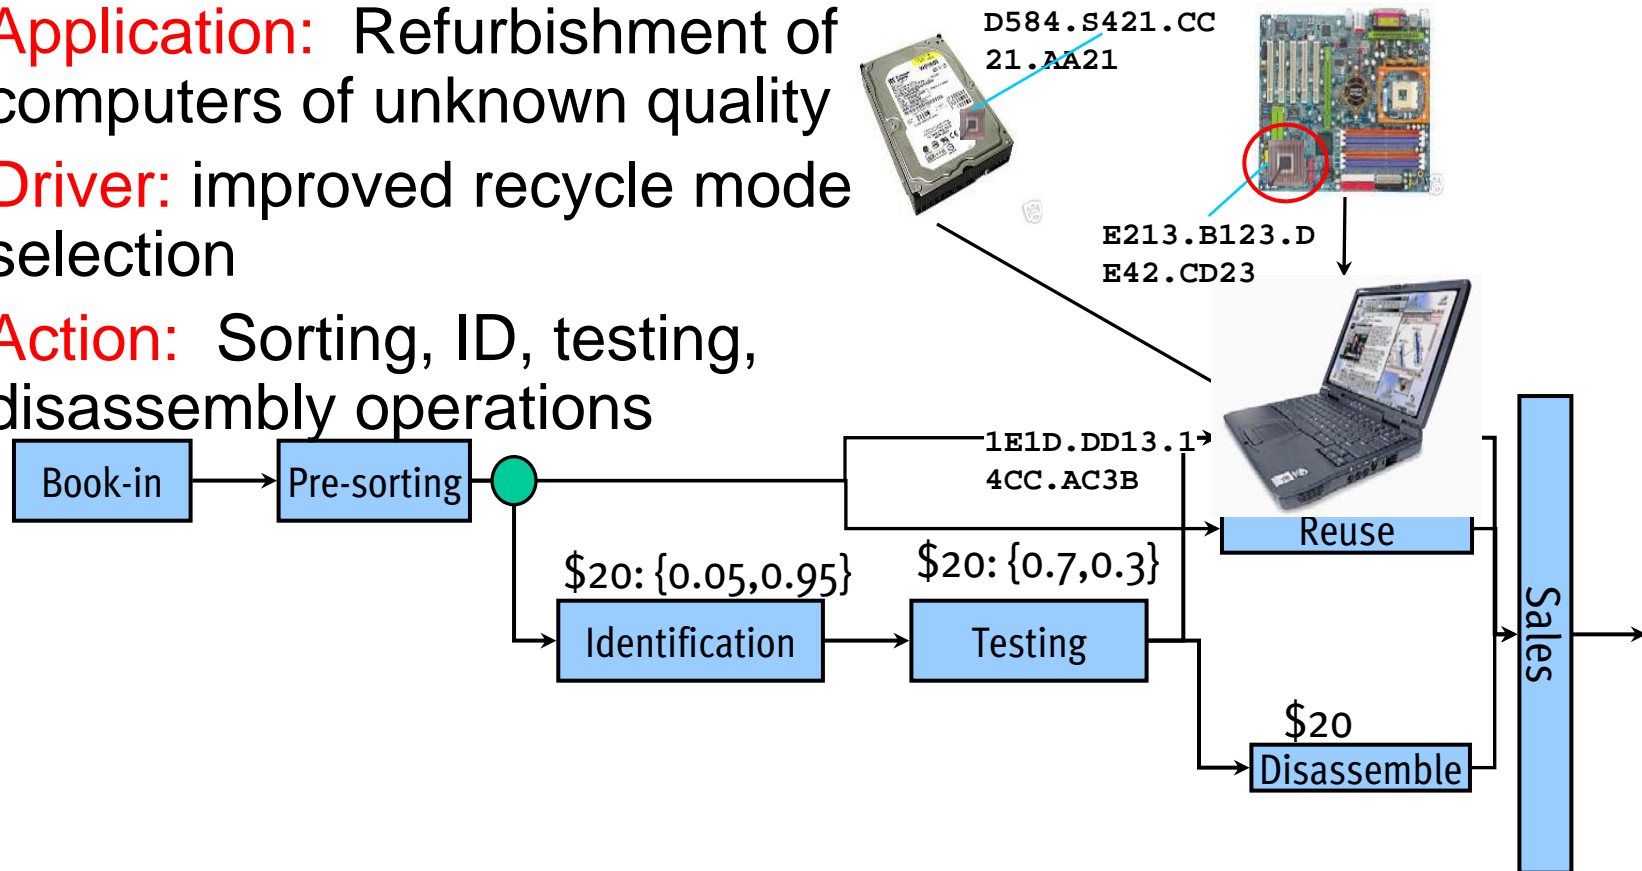 Application: Refurbishment of
computers of unknown quality
Driver: improved recycle mode
selection
Action: Sorting, ID, testing,
disassembly operations
D584.S421.CC
21.AA21
E213.B123.D
E42.CD23
1E1D.DD13.1
4CC.AC3B
Book-in
Pre-sorting
Reuse
$20: {0.05,0.95}
$20: {0.7,0.3}
Identification
Testing
Sales
$20
Disassemble